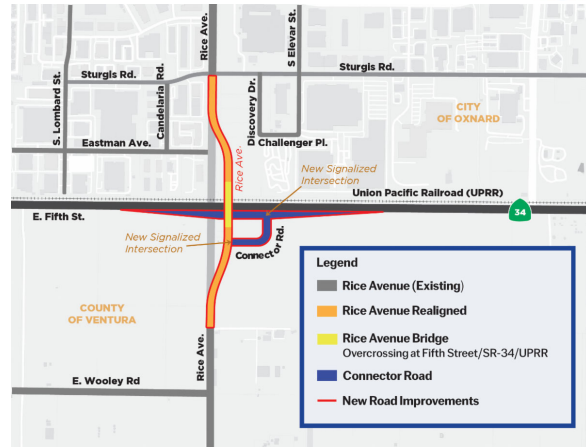 Rice Ave.
S Elevar St.
Sturgis Rd.
Sturgis Rd.
S. Lombard St.
Candelaria Rd.
Discovery Dr.
CITY
OF OXNARD
Eastman Ave.
Challenger Pl.
Rice Ave.
New Signalized
Intersection
Union Pacific Railroad (UPRR)
E. Fifth St.
34
New Signalized
Intersection
Connector Rd.
COUNTY
OF VENTURA
Rice Ave.
E. Wooley Rd
Legend
Rice Avenue (Existing)
Rice Avenue Realigned
Rice Avenue Bridge
Overcrossing at Fifth Street/SR-34/UPRR
Connector Road
New Road Improvements